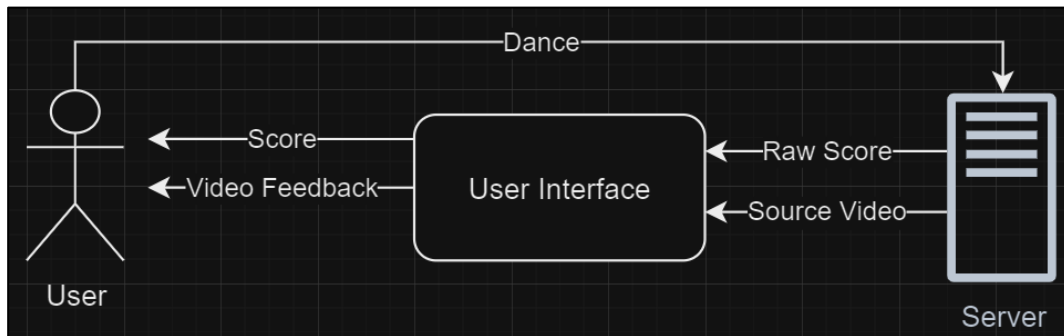 Dance
Score
Raw Score
Video Feedback
User Interface
Source Video
User
Server